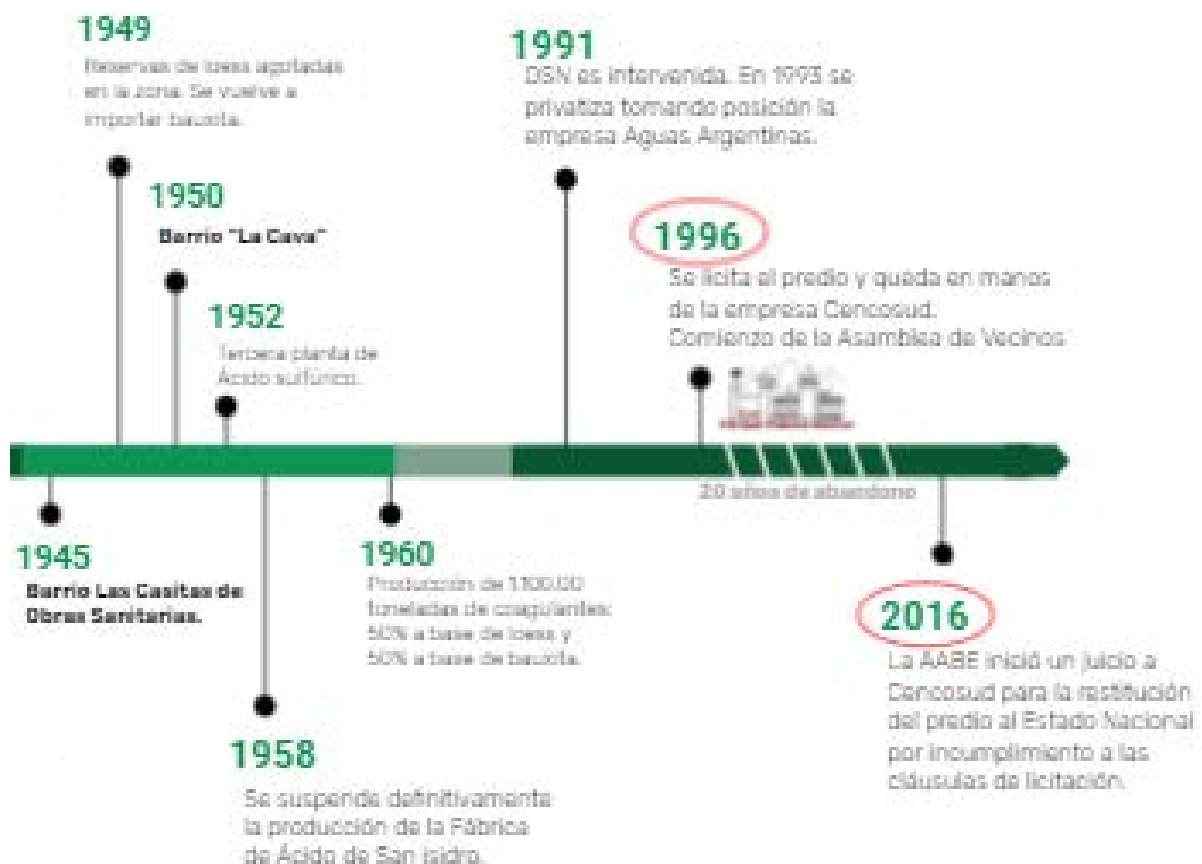 1949
Reservas de loess agotadas
en la zona. Se vuelve a
importar bauxita.
1950
Barrio "La Cava"
1952
Tercera planta de
Ácido sulfúrico.
1991
OSN es intervenida. En 1993 se
privatiza tomando posición la
empresa Aguas Argentinas.
1996
Se licita el predio y queda en manos
de la empresa Cencosud.
Comienzo de la Asamblea de Vecinos
20 años de abandono
1945
Barrio Las Casitas de
Obras Sanitarias.
1958
Se suspende definitivamente
la producción de la Fábrica
de Ácido de San Isidro.
1960
Producción de 1.100.00
toneladas de coagulantes:
50% a base de loess y
50% a base de bauxita.
2016
La AABE inició un juicio a
Cencosud para la restitución
del predio al Estado Nacional
por incumplimiento a las
cláusulas de licitación.